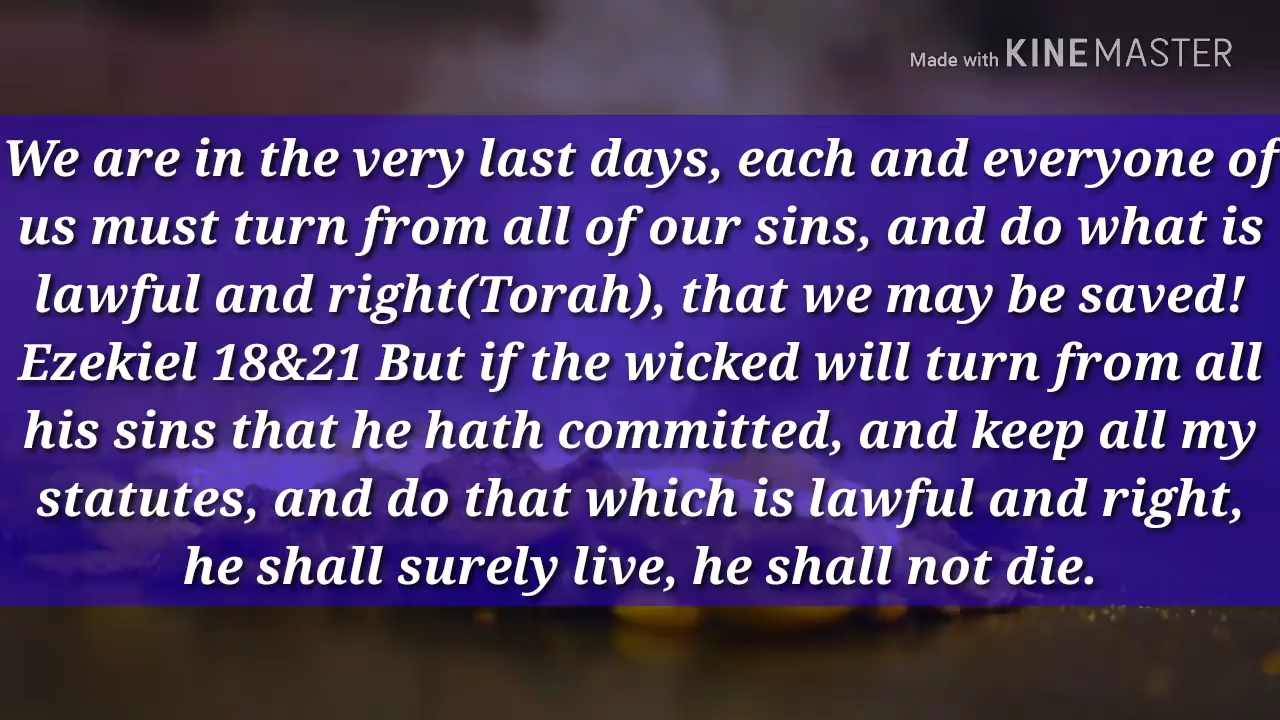 Made with KINEMASTER
We are in the very last days, each and everyone of
us must turn from all of our sins, and do what is
lawful and right(Torah), that we may be saved!
Ezekiel 18&21 But if the wicked will turn from all
his sins that he hath committed, and keep all my
statutes, and do that which is lawful and right,
he shall surely live, he shall not die.